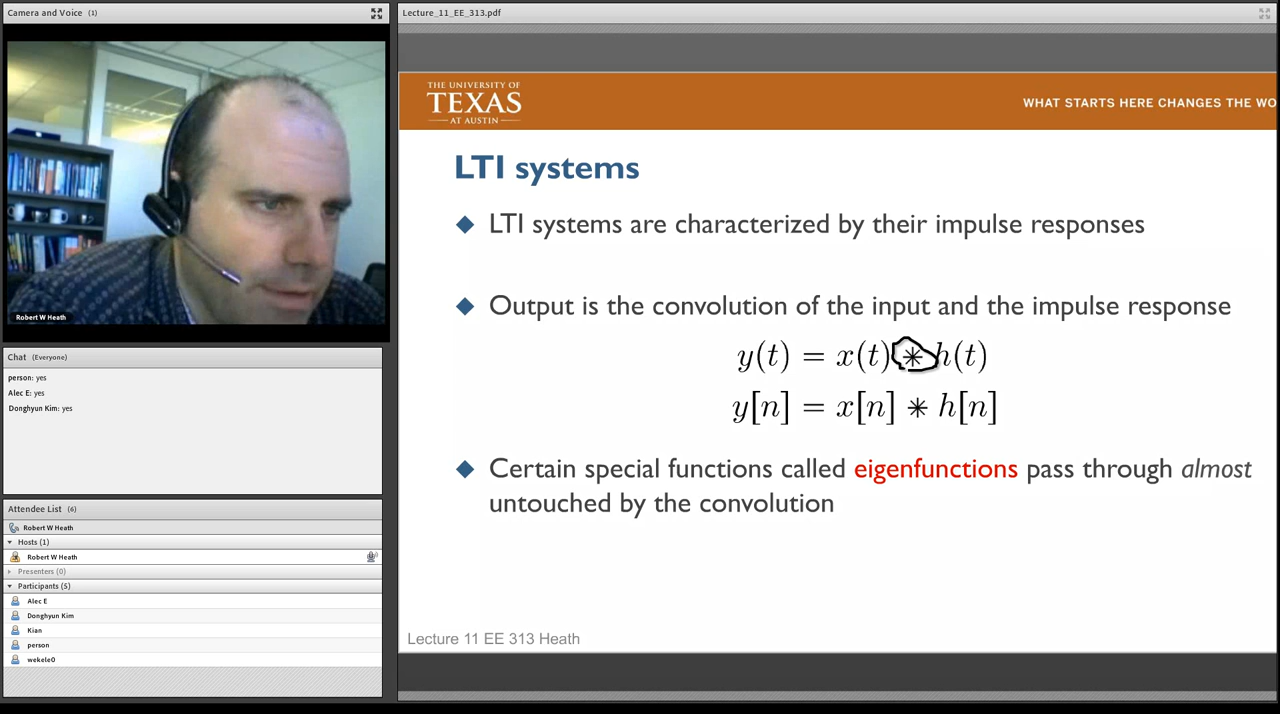 Camera and Voice (1)
Robert W Heath
Chat (Everyone)
person: yes
Alec E: yes
Donghyun Kim: yes
Attendee List (6)
Robert W Heath
Hosts (1)
Robert W Heath
Presenters (0)
Participants (5)
Alec E
Donghyun Kim
Kian
person
wekele0
Lecture_11_EE_313.pdf
THE UNIVERSITY OF
TEXAS
AT AUSTIN
WHAT STARTS HERE CHANGES THE WO
LTI systems
◆ LTI systems are characterized by their impulse responses
◆ Output is the convolution of the input and the impulse response
y(t) = x(t) ∗ h(t)
y[n] = x[n] ∗ h[n]
◆ Certain special functions called eigenfunctions pass through almost
untouched by the convolution
Lecture 11 EE 313 Heath